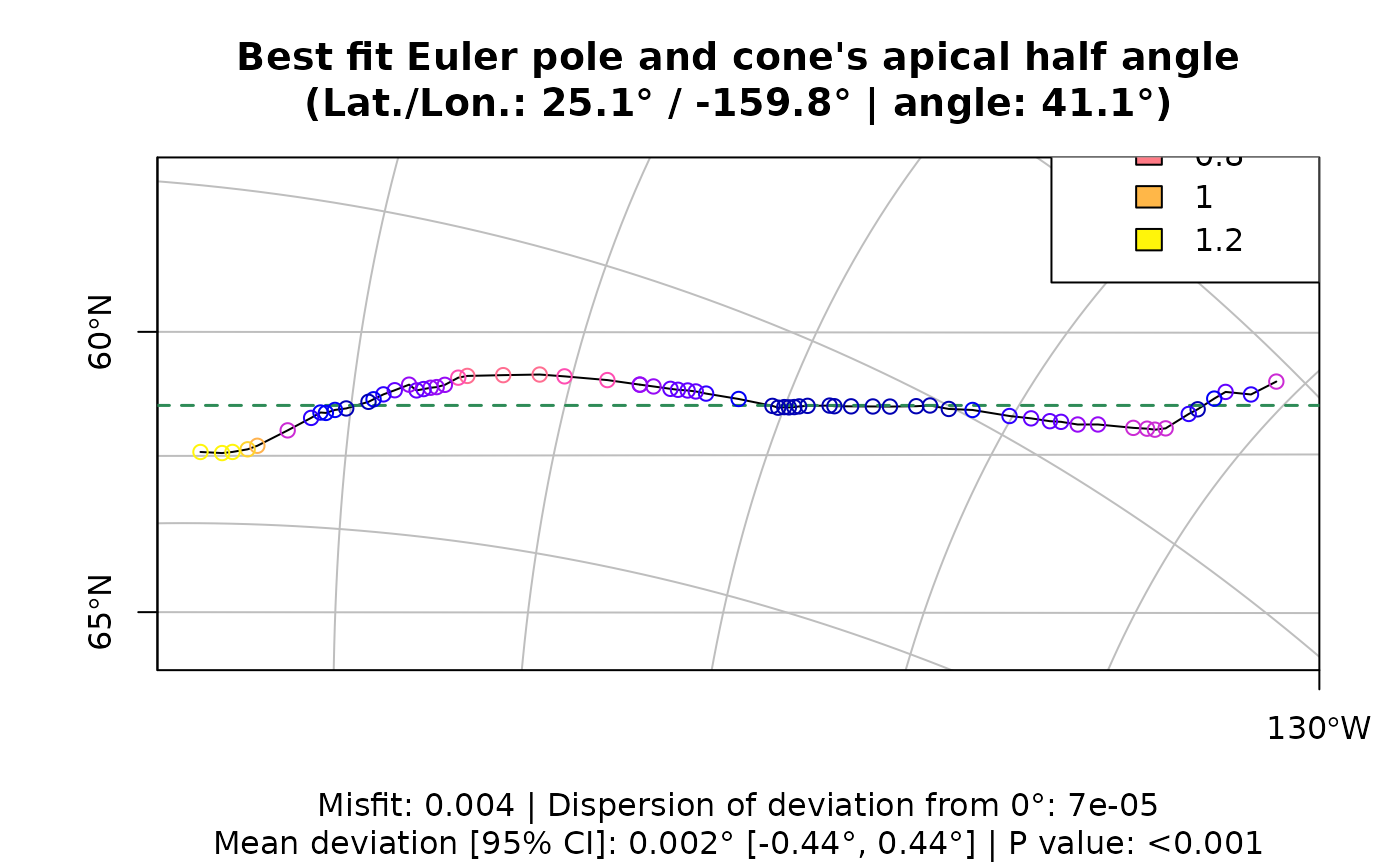 Best fit Euler pole and cone's apical half angle
(Lat./Lon.: 25.1° / -159.8° | angle: 41.1°)
0.8
1
1.2
60°N
65°N
130°W
Misfit: 0.004 | Dispersion of deviation from 0°: 7e-05
Mean deviation [95% CI]: 0.002° [-0.44°, 0.44°] | P value: <0.001